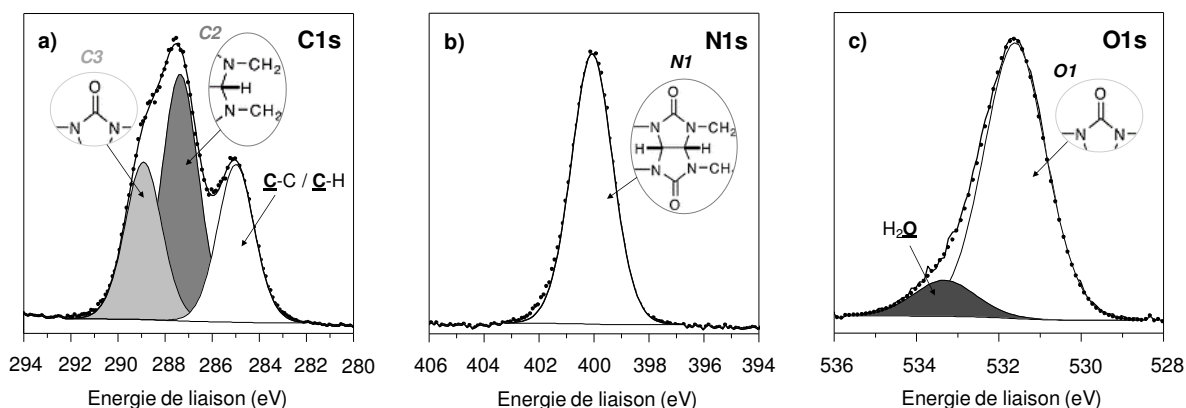 a)
C1s
C3
C2
O
N
N
N
CH2
H
N
CH2
C-C / C-H
294 292 290 288 286 284 282 280
Energie de liaison (eV)
b)
N1s
N1
O
N
N
CH2
H
H
N
N
CH
O
406 404 402 400 398 396 394
Energie de liaison (eV)
c)
O1s
O1
O
N
N
H2O
536 534 532 530 528
Energie de liaison (eV)